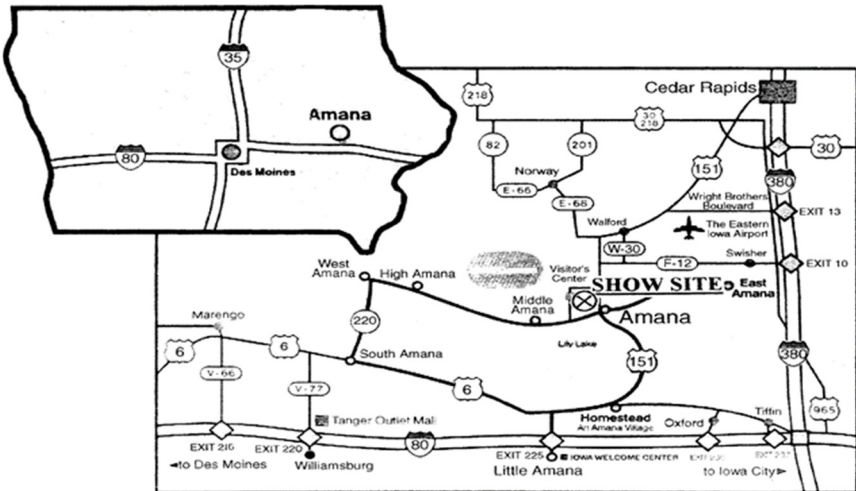 35
Amana
80
Des Moines
218
30
218
Cedar Rapids
82
201
151
30
Norway
380
E-66
E-68
Wright Brothers
Boulevard
EXIT 13
Walford
The Eastern
Iowa Airport
W-30
F-12
Swisher
EXIT 10
West
Amana
High Amana
Visitor's
Center
SHOW SITE
East
Amana
Middle
Amana
Amana
220
Marengo
Lily Lake
6
6
South Amana
151
380
V-66
V-77
6
965
Tanger Outlet Mall
Homestead
An Amana Village
Oxford
Tiffin
EXIT 216
EXIT 220
80
EXIT 225
IOWA WELCOME CENTER
to Des Moines
Williamsburg
Little Amana
to Iowa City